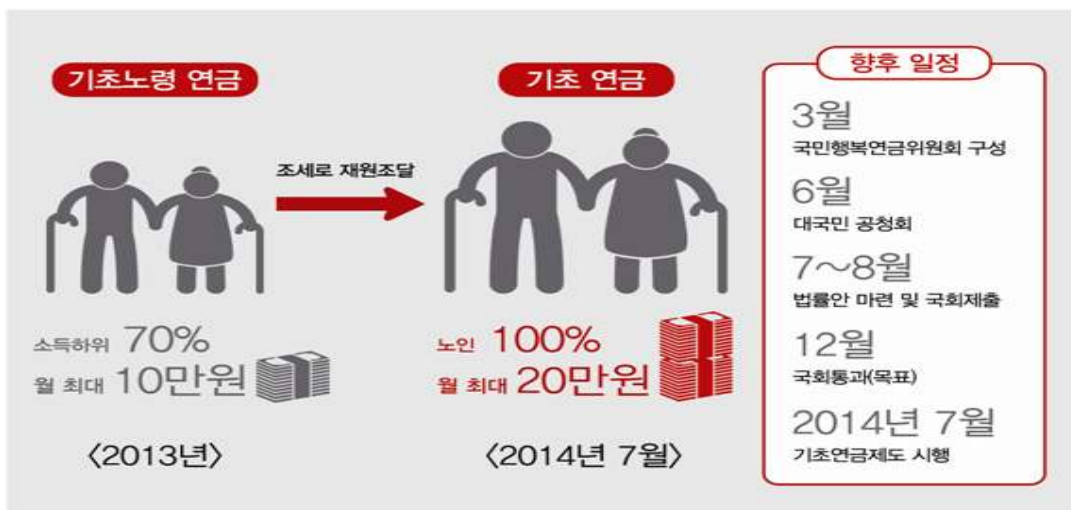 기초노령 연금
조세로 재원조달
기초 연금
소득하위 70%
월 최대 10만원
〈2013년〉
노인 100%
월 최대 20만원
〈2014년 7월〉
향후 일정
3월
국민행복연금위원회 구성
6월
대국민 공청회
7～8월
법률안 마련 및 국회제출
12월
국회통과(목표)
2014년 7월
기초연금제도 시행